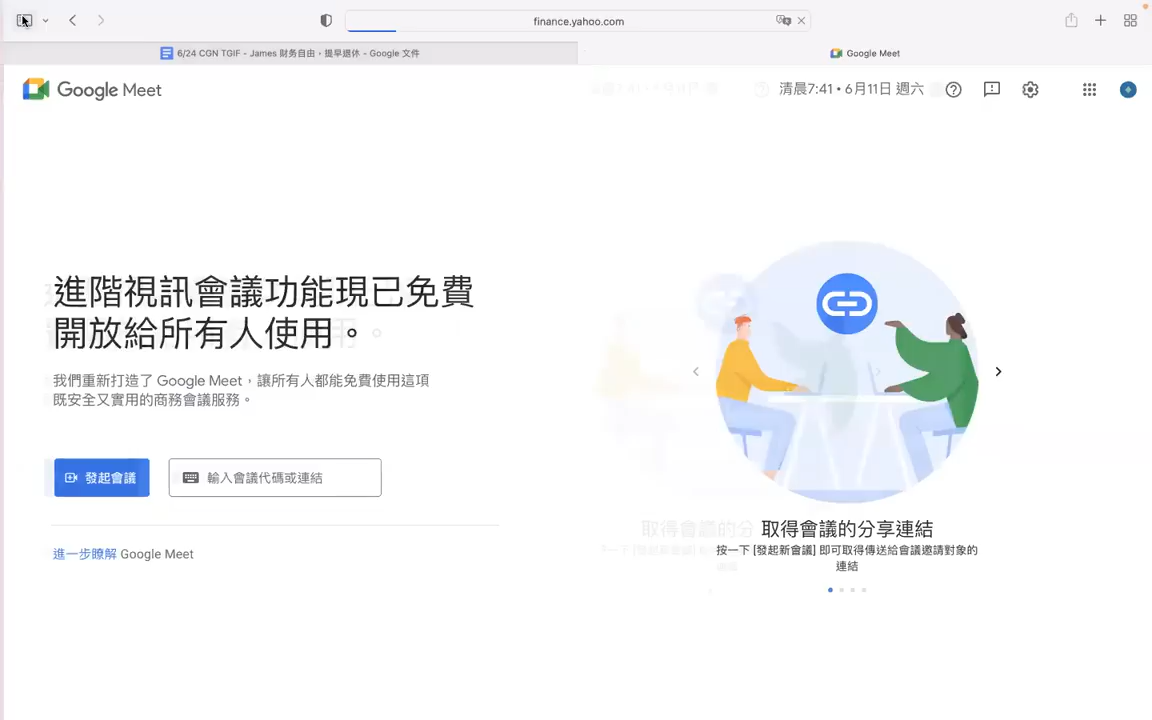 finance.yahoo.com
6/24 CGN TGIF - James 財务自由，提早退休 - Google 文件
Google Meet
Google Meet
清晨7:41 • 6月11日 週六
進階視訊會議功能現已免費
開放給所有人使用。
我們重新打造了 Google Meet，讓所有人都能免費使用這項
既安全又實用的商務會議服務。
發起會議
輸入會議代碼或連結
進一步瞭解 Google Meet
取得會議的分享連結
按一下 [發起新會議] 即可取得傳送給會議邀請對象的
連結